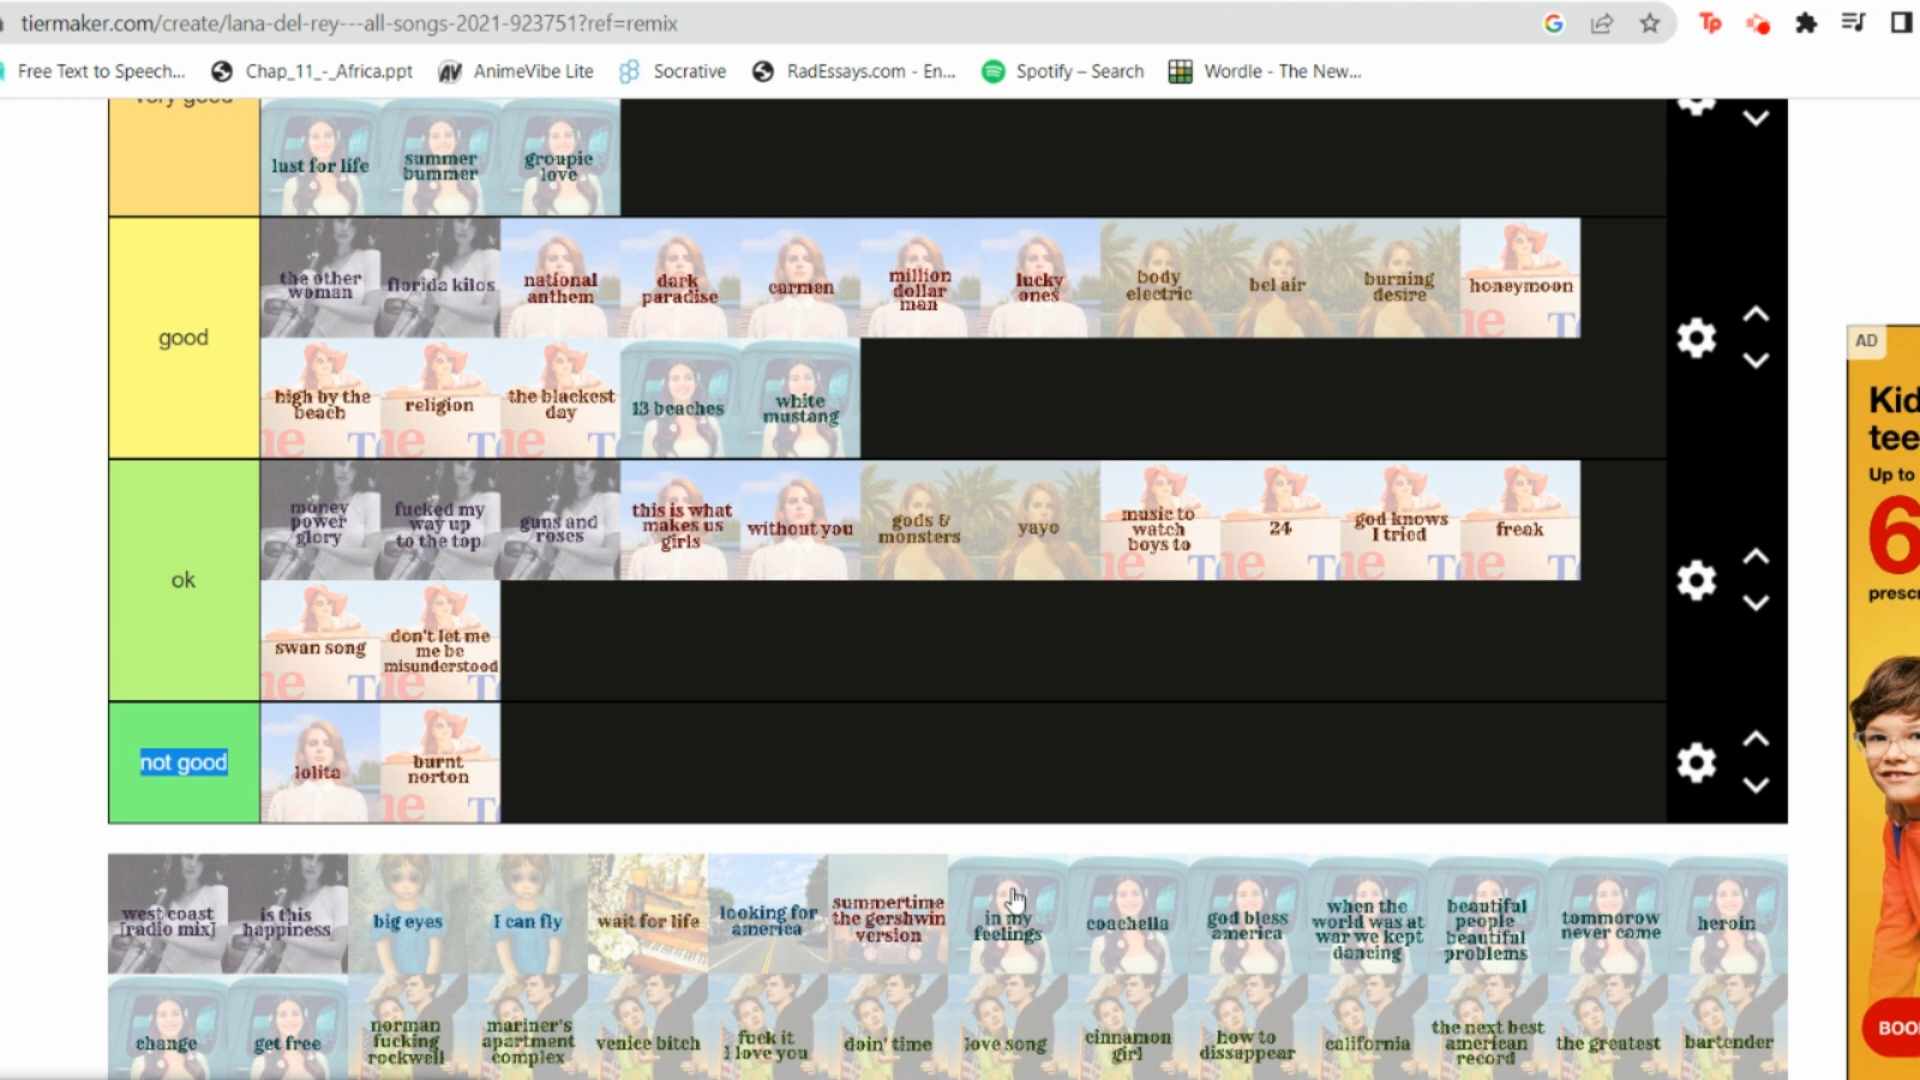 tiermaker.com/create/lana-del-rey---all-songs-2021-923751?ref=remix
Free Text to Speech...
Chap_11_-_Africa.ppt
AnimeVibe Lite
Socrative
RadEssays.com - En...
Spotify – Search
Wordle - The New...
very good
lust for life
summer
bummer
groupie
love
good
the other
woman
florida kilos
national
anthem
dark
paradise
carmen
million
dollar
man
lucky
ones
body
electric
bel air
burning
desire
honeymoon
high by the
beach
religion
the blackest
day
13 beaches
white
mustang
ok
money
power
glory
fucked my
way up
to the top
guns and
roses
this is what
makes us
girls
without you
gods &
monsters
yayo
music to
watch
boys to
24
god knows
I tried
freak
swan song
don't let me
me be
misunderstood
not good
lolita
burnt
norton
west coast
[radio mix]
is this
happiness
big eyes
I can fly
wait for life
looking for
america
summertime
the gershwin
version
in my
feelings
coachella
god bless
america
when the
world was at
war we kept
dancing
beautiful
people
beautiful
problems
tommorow
never come
heroin
change
get free
norman
fucking
rockwell
mariner's
apartment
complex
venice bitch
fuck it
I love you
doin' time
love song
cinnamon
girl
how to
dissappear
california
the next best
american
record
the greatest
bartender
AD
Kid
tee
Up to
6
prescr
BOO